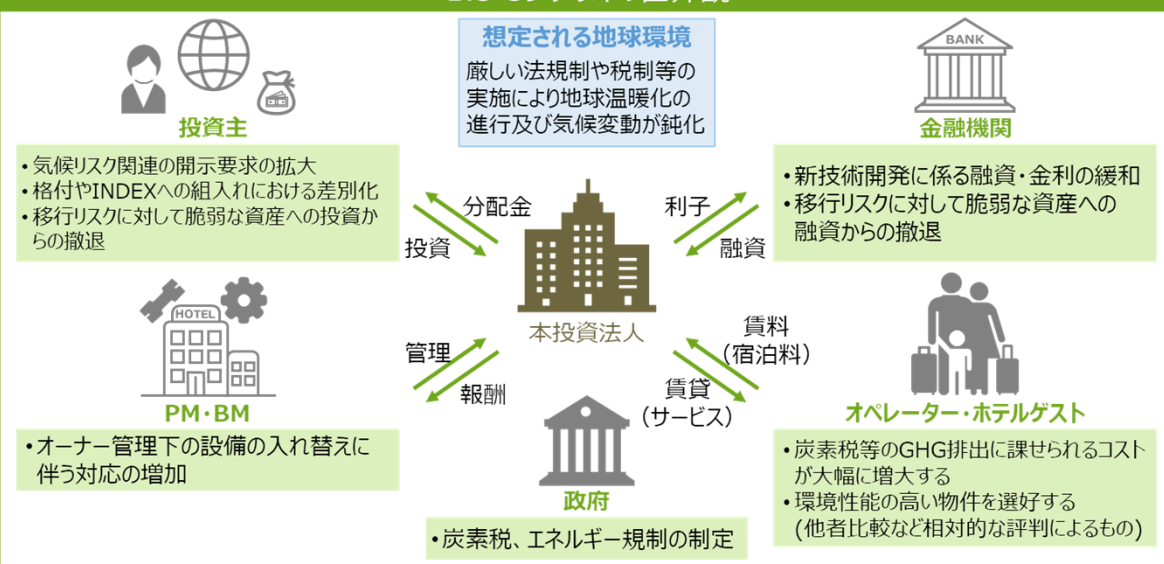 想定される地球環境
厳しい法規制や税制等の
実施により地球温暖化の
進行及び気候変動が鈍化
投資主
・気候リスク関連の開示要求の拡大
・格付やINDEXへの組入れにおける差別化
・移行リスクに対して脆弱な資産への投資か
らの撤退
BANK
金融機関
・新技術開発に係る融資・金利の緩和
・移行リスクに対して脆弱な資産への
融資からの撤退
分配金
投資
利子
融資
本投資法人
HOTEL
PM・BM
・オーナー管理下の設備の入れ替えに
伴う対応の増加
管理
報酬
賃料
(宿泊料)
賃貸
(サービス)
政府
・炭素税、エネルギー規制の制定
オペレーター・ホテルゲスト
・炭素税等のGHG排出に課せられるコスト
が大幅に増大する
・環境性能の高い物件を選好する
(他者比較など相対的な評判によるもの)